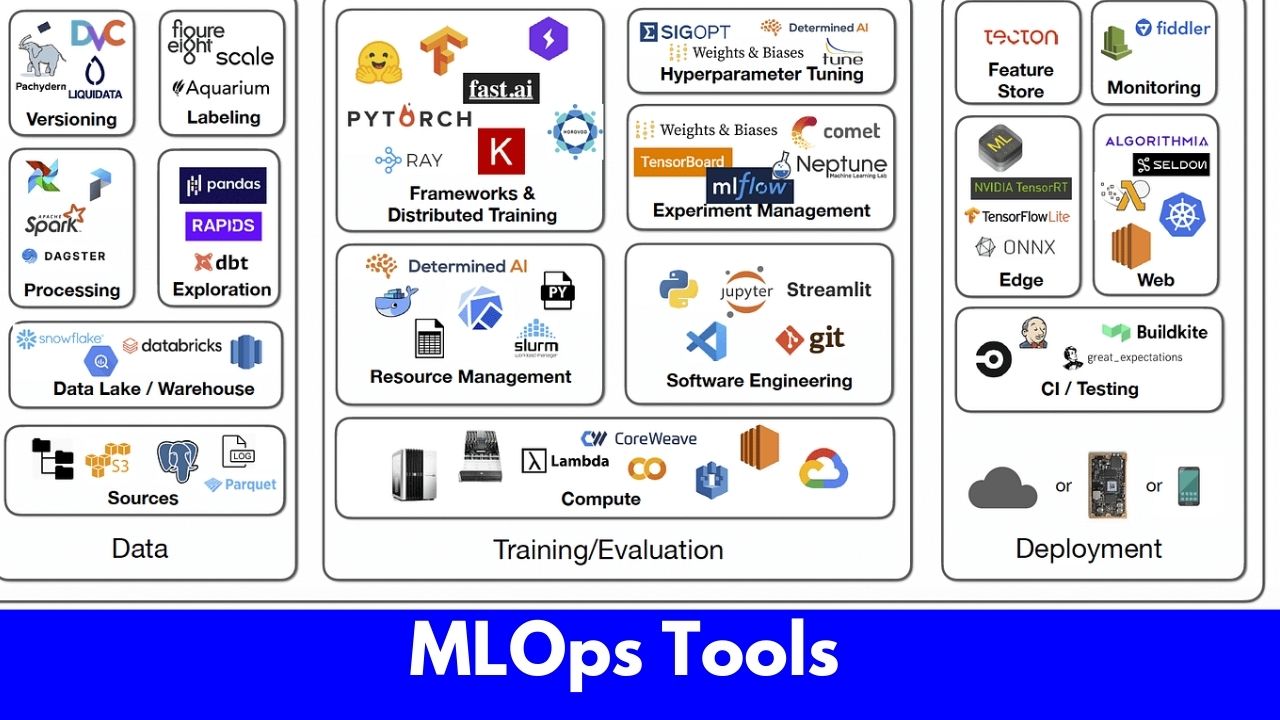 DVC
Pachyderm
LIQUIDATA
Versioning
figure
eight
scale
Aquarium
Labeling
APACHE
Spark
DAGSTER
Processing
pandas
RAPIDS
dbt
Exploration
snowflake
databricks
Data Lake / Warehouse
S3
LOG
Parquet
Sources
Data
fast.ai
PYTORCH
HOROVOD
RAY
K
Frameworks &
Distributed Training
SIGOPT
Determined AI
Weights & Biases
tune
Hyperparameter Tuning
Weights & Biases
comet
TensorBoard
Neptune
Machine Learning Lab
mlflow
Experiment Management
Determined AI
PY
slurm
workload manager
Resource Management
jupyter
Streamlit
git
Software Engineering
CoreWeave
Lambda
Compute
Training/Evaluation
tecton
Feature
Store
fiddler
Monitoring
ML
NVIDIA TensorRT
TensorFlowLite
ONNX
Edge
ALGORITHMIA
SELDON
Web
Buildkite
great_expectations
CI / Testing
or
or
Deployment
MLOps Tools